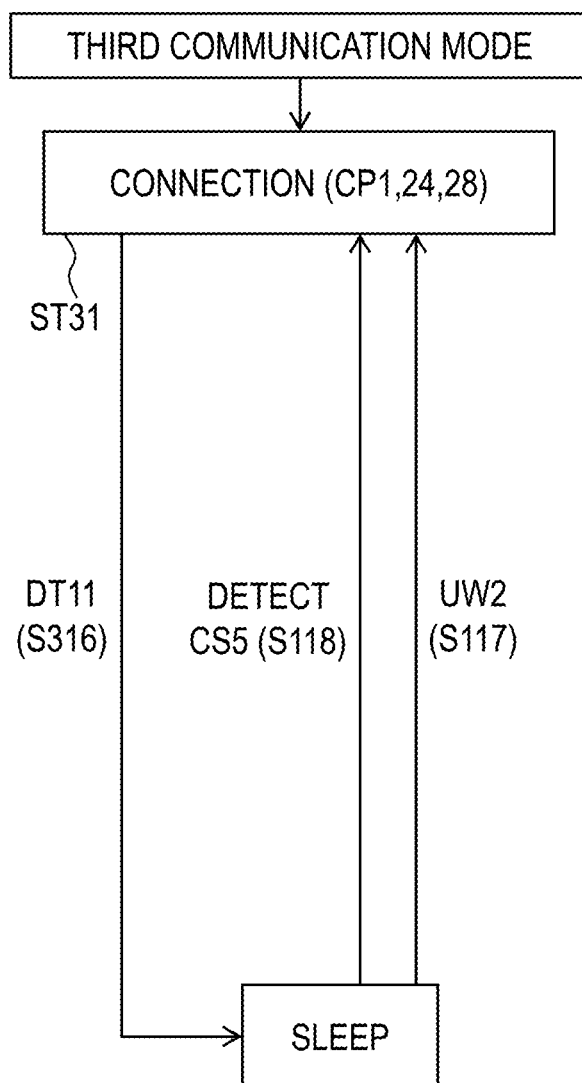 THIRD COMMUNICATION MODE
CONNECTION (CP1,24,28)
ST31
DT11
(S316)
DETECT
CS5 (S118)
UW2
(S117)
SLEEP